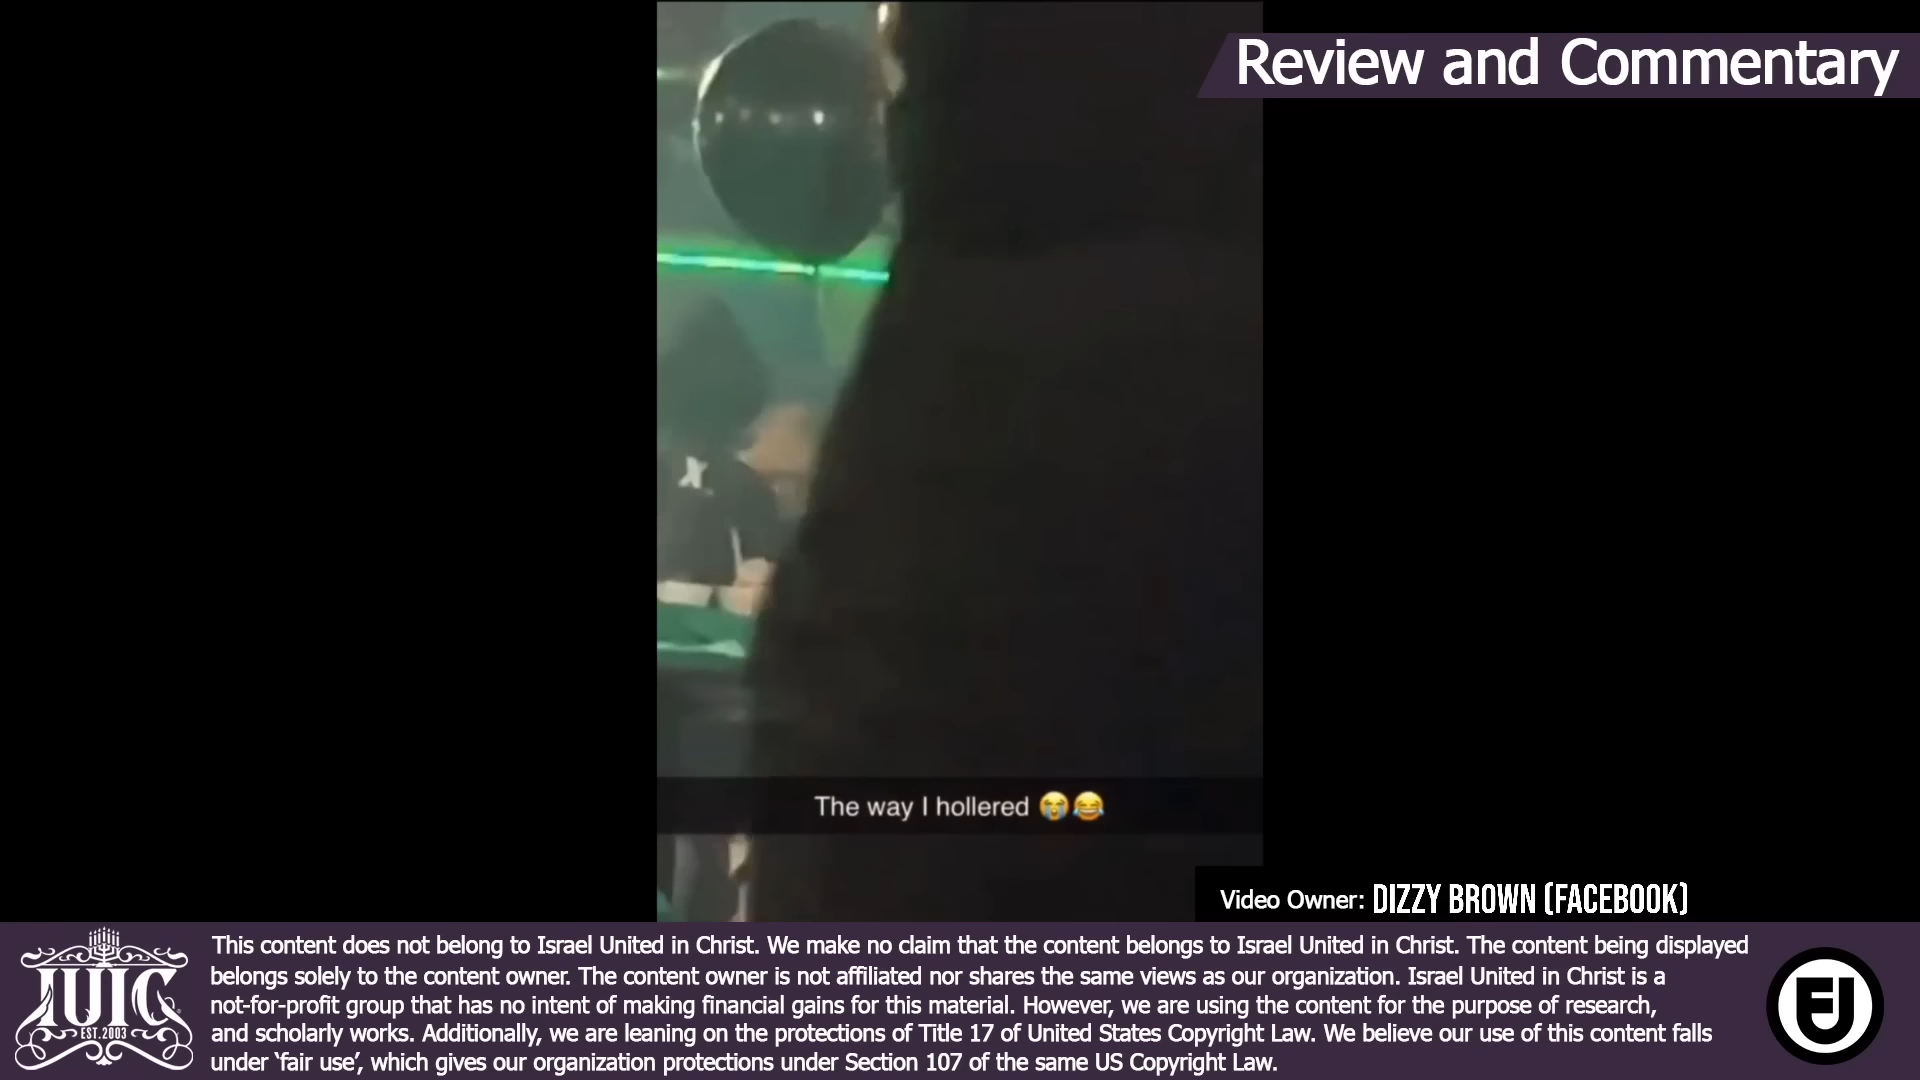 Review and Commentary
The way I hollered 😭😂
Video Owner: DIZZY BROWN (FACEBOOK)
This content does not belong to Israel United in Christ. We make no claim that the content belongs to Israel United in Christ. The content being displayed
belongs solely to the content owner. The content owner is not affiliated nor shares the same views as our organization. Israel United in Christ is a
not-for-profit group that has no intent of making financial gains for this material. However, we are using the content for the purpose of research,
and scholarly works. Additionally, we are leaning on the protections of Title 17 of United States Copyright Law. We believe our use of this content falls
under ‘fair use’, which gives our organization protections under Section 107 of the same US Copyright Law.
IUIC
EST. 2003